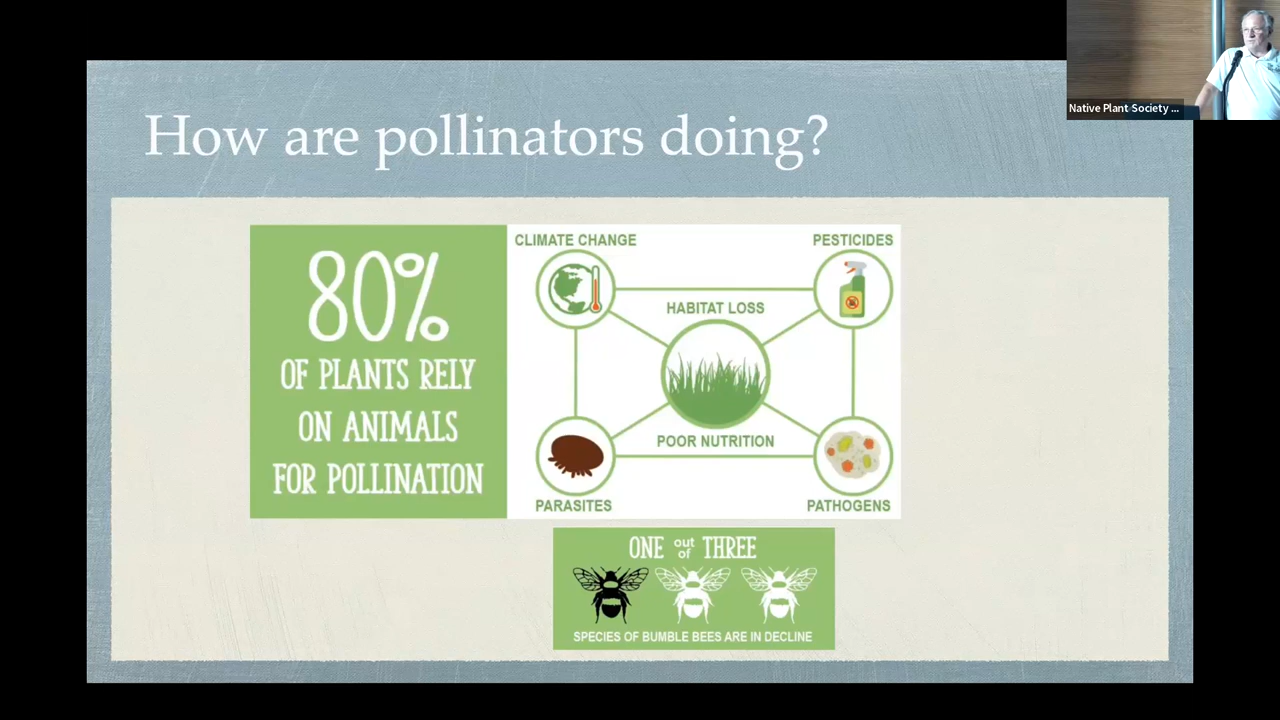 How are pollinators doing?
80%
OF PLANTS RELY
ON ANIMALS
FOR POLLINATION
CLIMATE CHANGE
PESTICIDES
HABITAT LOSS
POOR NUTRITION
PARASITES
PATHOGENS
ONE out of THREE
SPECIES OF BUMBLE BEES ARE IN DECLINE
Native Plant Society ...